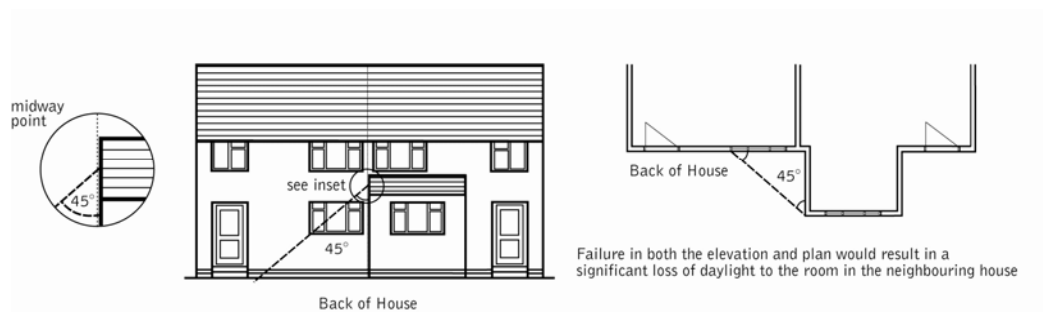 midway
point
45°
see inset
45°
Back of House
Back of House
45°
Failure in both the elevation and plan would result in a
significant loss of daylight to the room in the neighbouring house